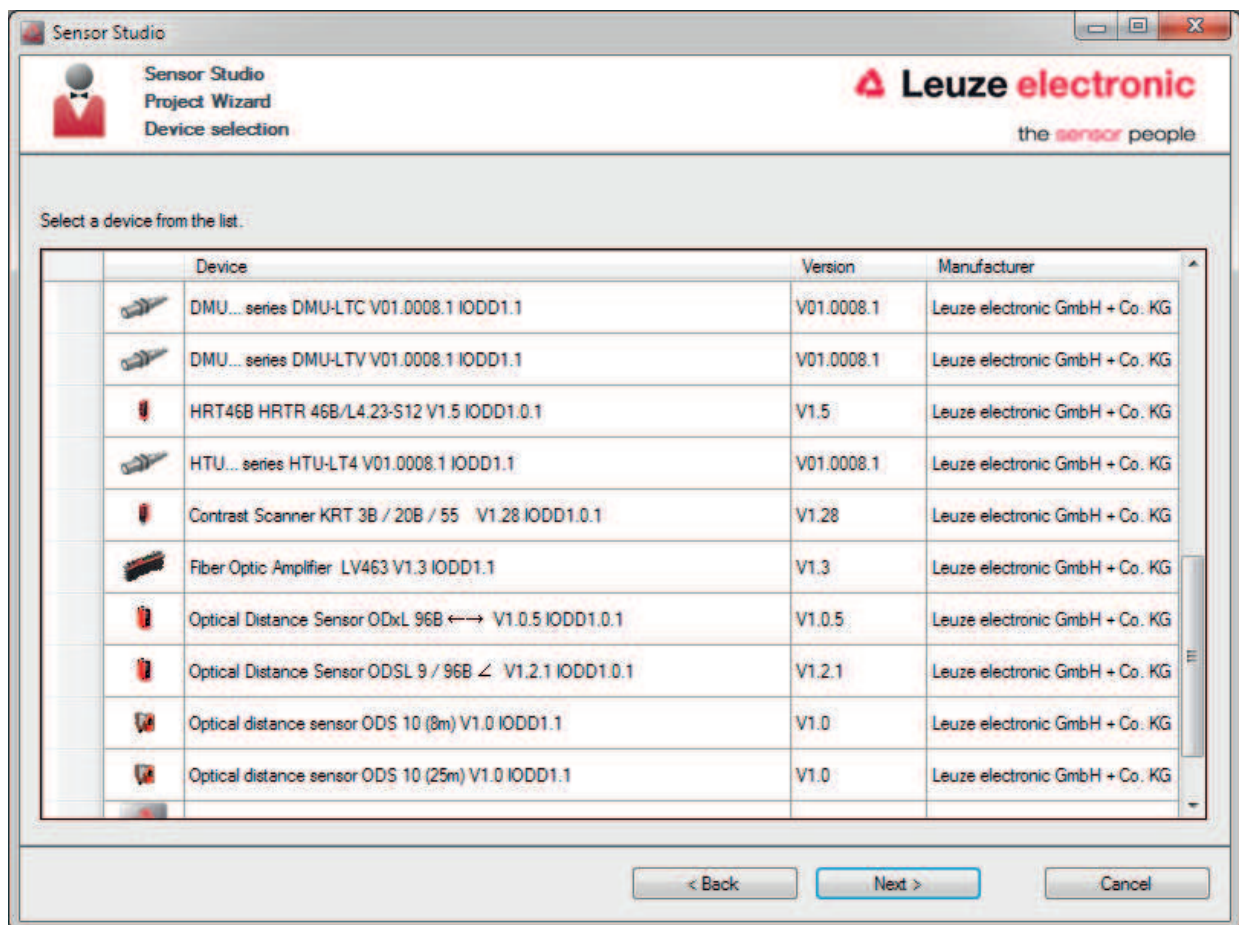 Sensor Studio
Sensor Studio
Project Wizard
Device selection
Leuze electronic
the sensor people
Select a device from the list.
Device Version Manufacturer
DMU... series DMU-LTC V01.0008.1 IODD1.1 V01.0008.1 Leuze electronic GmbH + Co. KG
DMU... series DMU-LTV V01.0008.1 IODD1.1 V01.0008.1 Leuze electronic GmbH + Co. KG
HRT46B HRTR 46B/L4.23-S12 V1.5 IODD1.0.1 V1.5 Leuze electronic GmbH + Co. KG
HTU... series HTU-LT4 V01.0008.1 IODD1.1 V01.0008.1 Leuze electronic GmbH + Co. KG
Contrast Scanner KRT 3B / 20B / 55 V1.28 IODD1.0.1 V1.28 Leuze electronic GmbH + Co. KG
Fiber Optic Amplifier LV463 V1.3 IODD1.1 V1.3 Leuze electronic GmbH + Co. KG
Optical Distance Sensor ODxL 96B ←→ V1.0.5 IODD1.0.1 V1.0.5 Leuze electronic GmbH + Co. KG
Optical Distance Sensor ODSL 9 / 96B ∠ V1.2.1 IODD1.0.1 V1.2.1 Leuze electronic GmbH + Co. KG
Optical distance sensor ODS 10 (8m) V1.0 IODD1.1 V1.0 Leuze electronic GmbH + Co. KG
Optical distance sensor ODS 10 (25m) V1.0 IODD1.1 V1.0 Leuze electronic GmbH + Co. KG
< Back Next > Cancel